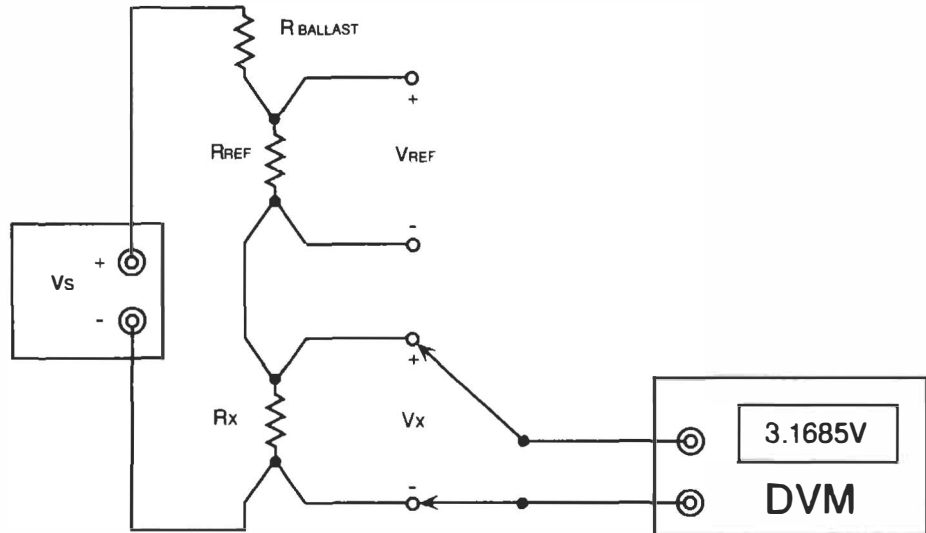 R BALLAST
+
RREF
VREF
-
VS
+
-
+
RX
VX
-
3.1685V
DVM